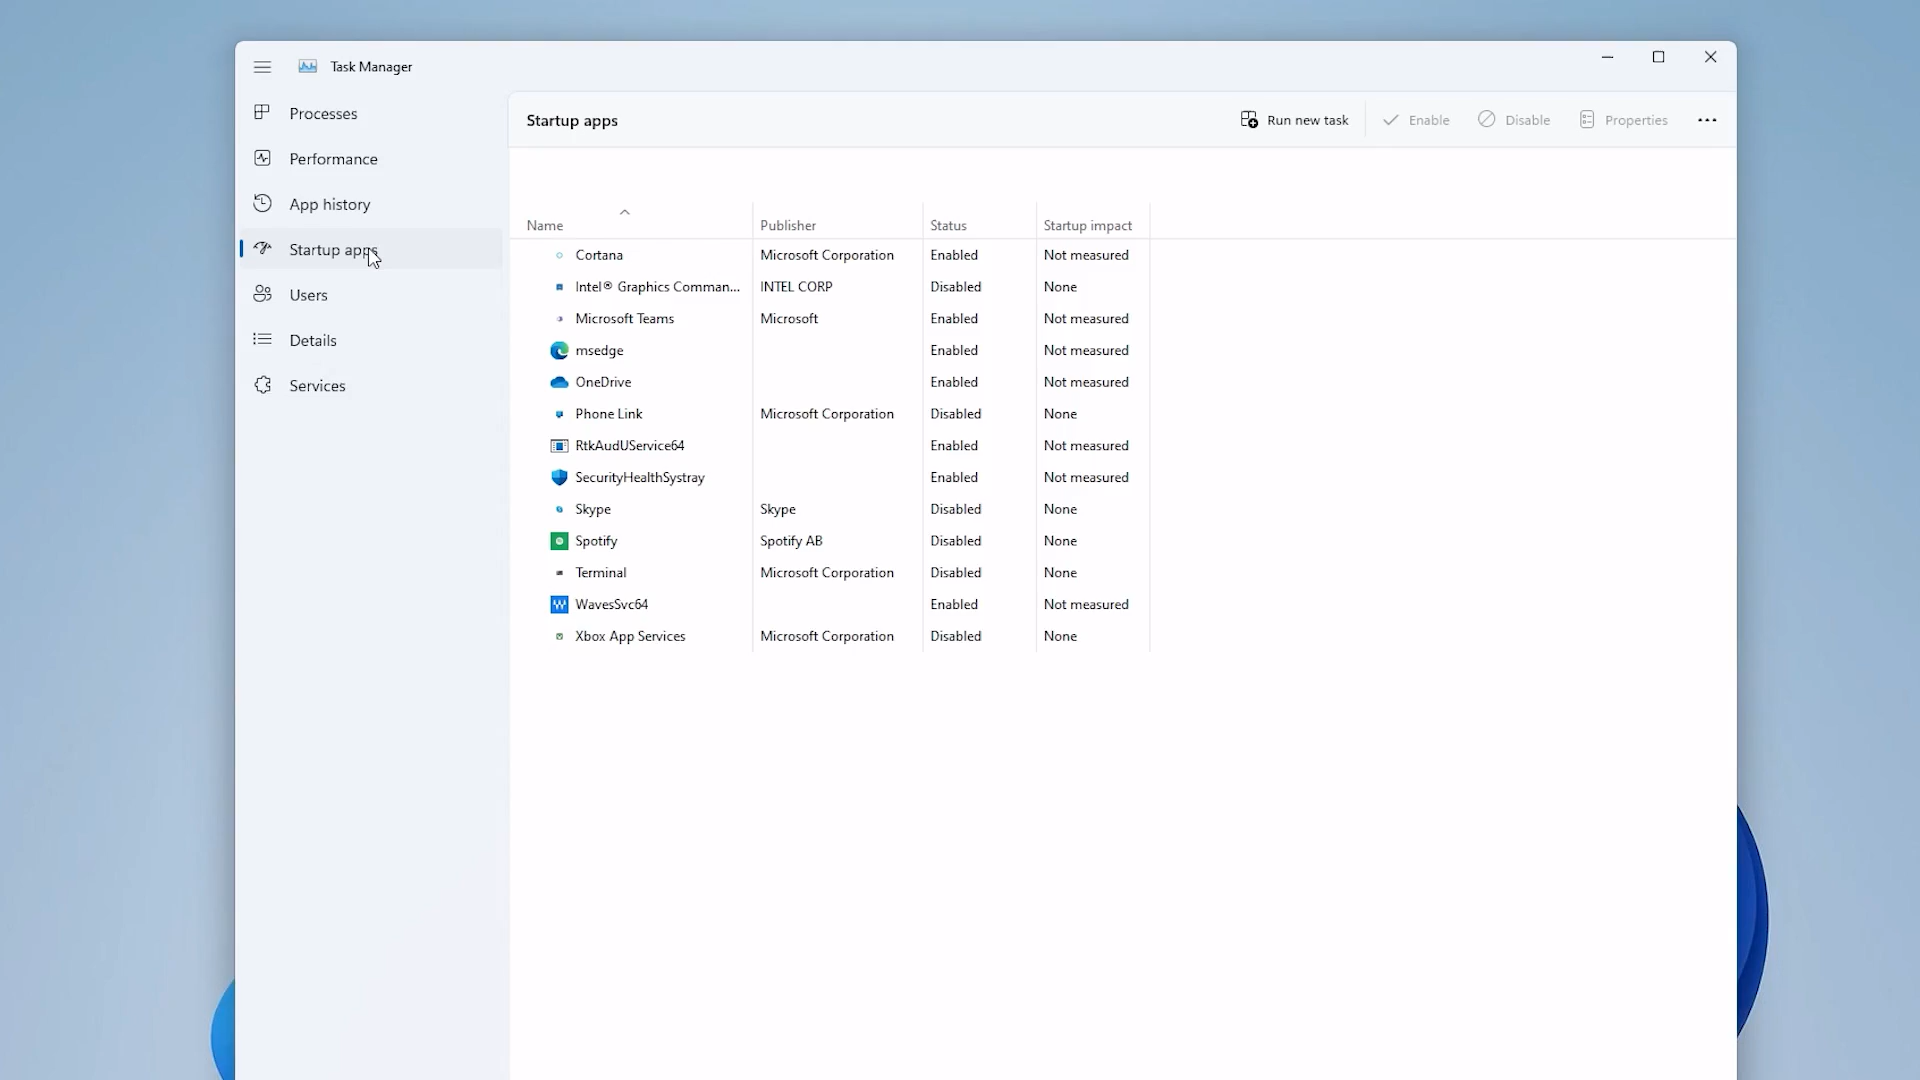 Task Manager
Processes
Performance
App history
Startup apps
Users
Details
Services
Startup apps
Run new task
Enable
Disable
Properties
Name Publisher Status Startup impact
Cortana Microsoft Corporation Enabled Not measured
Intel® Graphics Comman... INTEL CORP Disabled None
Microsoft Teams Microsoft Enabled Not measured
msedge Enabled Not measured
OneDrive Enabled Not measured
Phone Link Microsoft Corporation Disabled None
RtkAudUService64 Enabled Not measured
SecurityHealthSystray Enabled Not measured
Skype Skype Disabled None
Spotify Spotify AB Disabled None
Terminal Microsoft Corporation Disabled None
WavesSvc64 Enabled Not measured
Xbox App Services Microsoft Corporation Disabled None